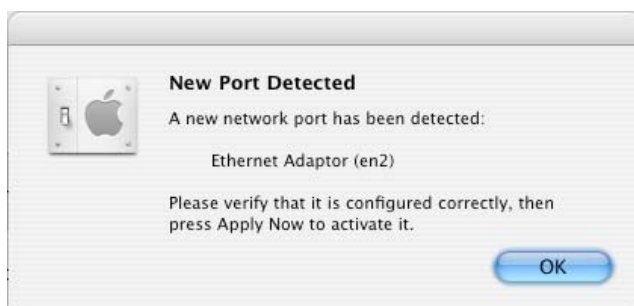 New Port Detected
A new network port has been detected:
Ethernet Adaptor (en2)
Please verify that it is configured correctly, then
press Apply Now to activate it.
OK